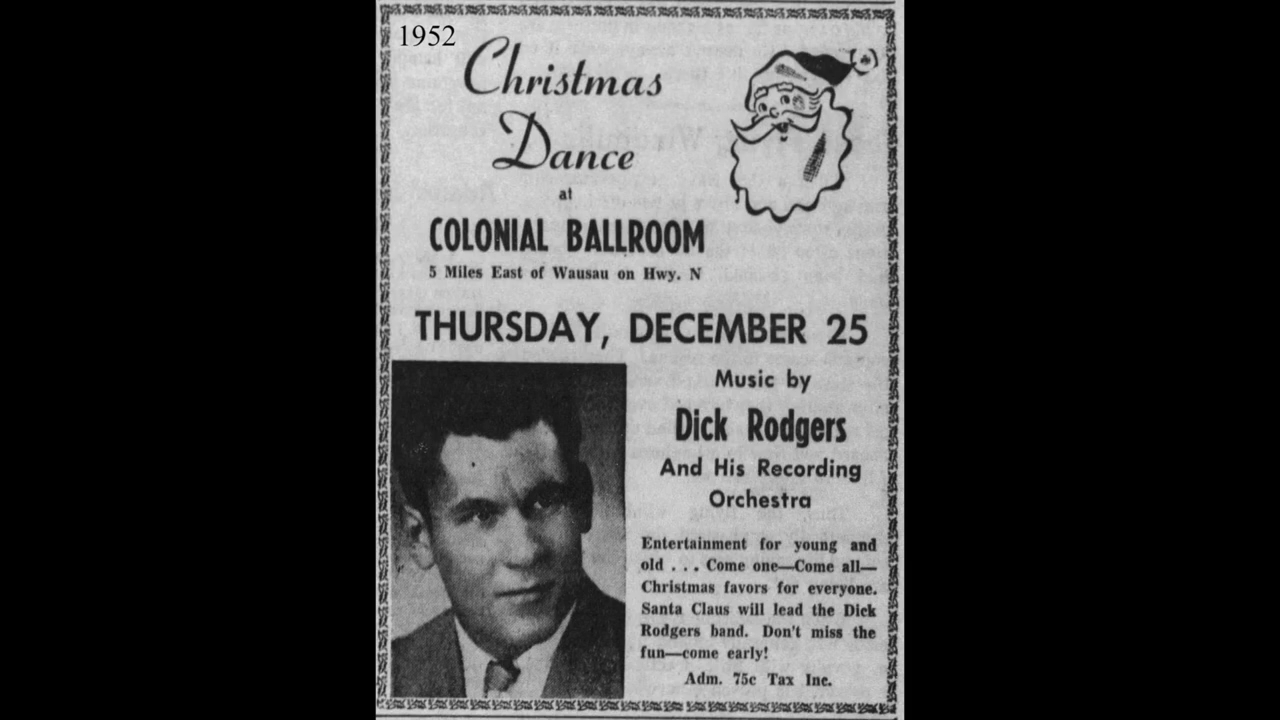 1952
Christmas
Dance
at
COLONIAL BALLROOM
5 Miles East of Wausau on Hwy. N
THURSDAY, DECEMBER 25
Music by
Dick Rodgers
And His Recording
Orchestra
Entertainment for young and
old . . . Come one—Come all—
Christmas favors for everyone.
Santa Claus will lead the Dick
Rodgers band. Don't miss the
fun—come early!
Adm. 75c Tax Inc.